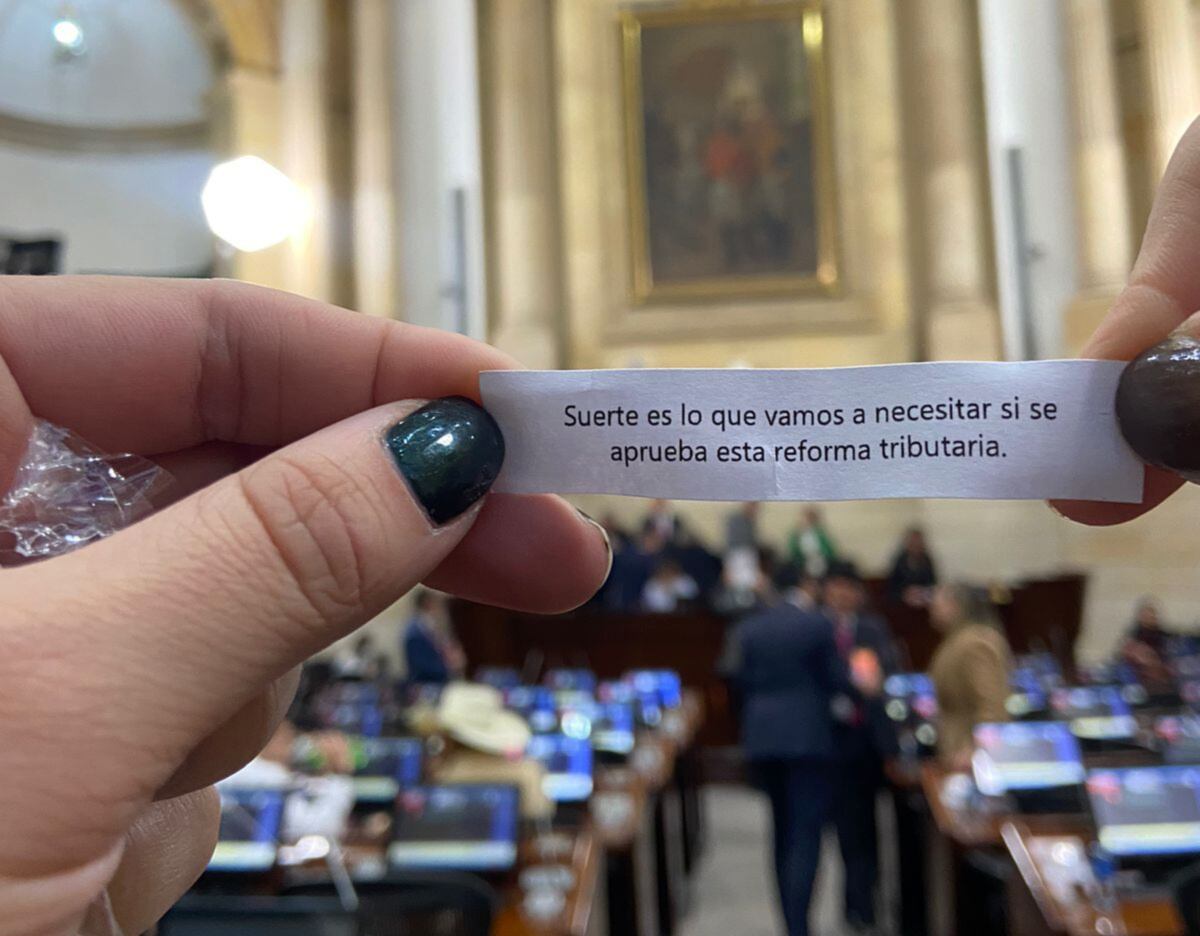 Suerte es lo que vamos a necesitar si se
aprueba esta reforma tributaria.